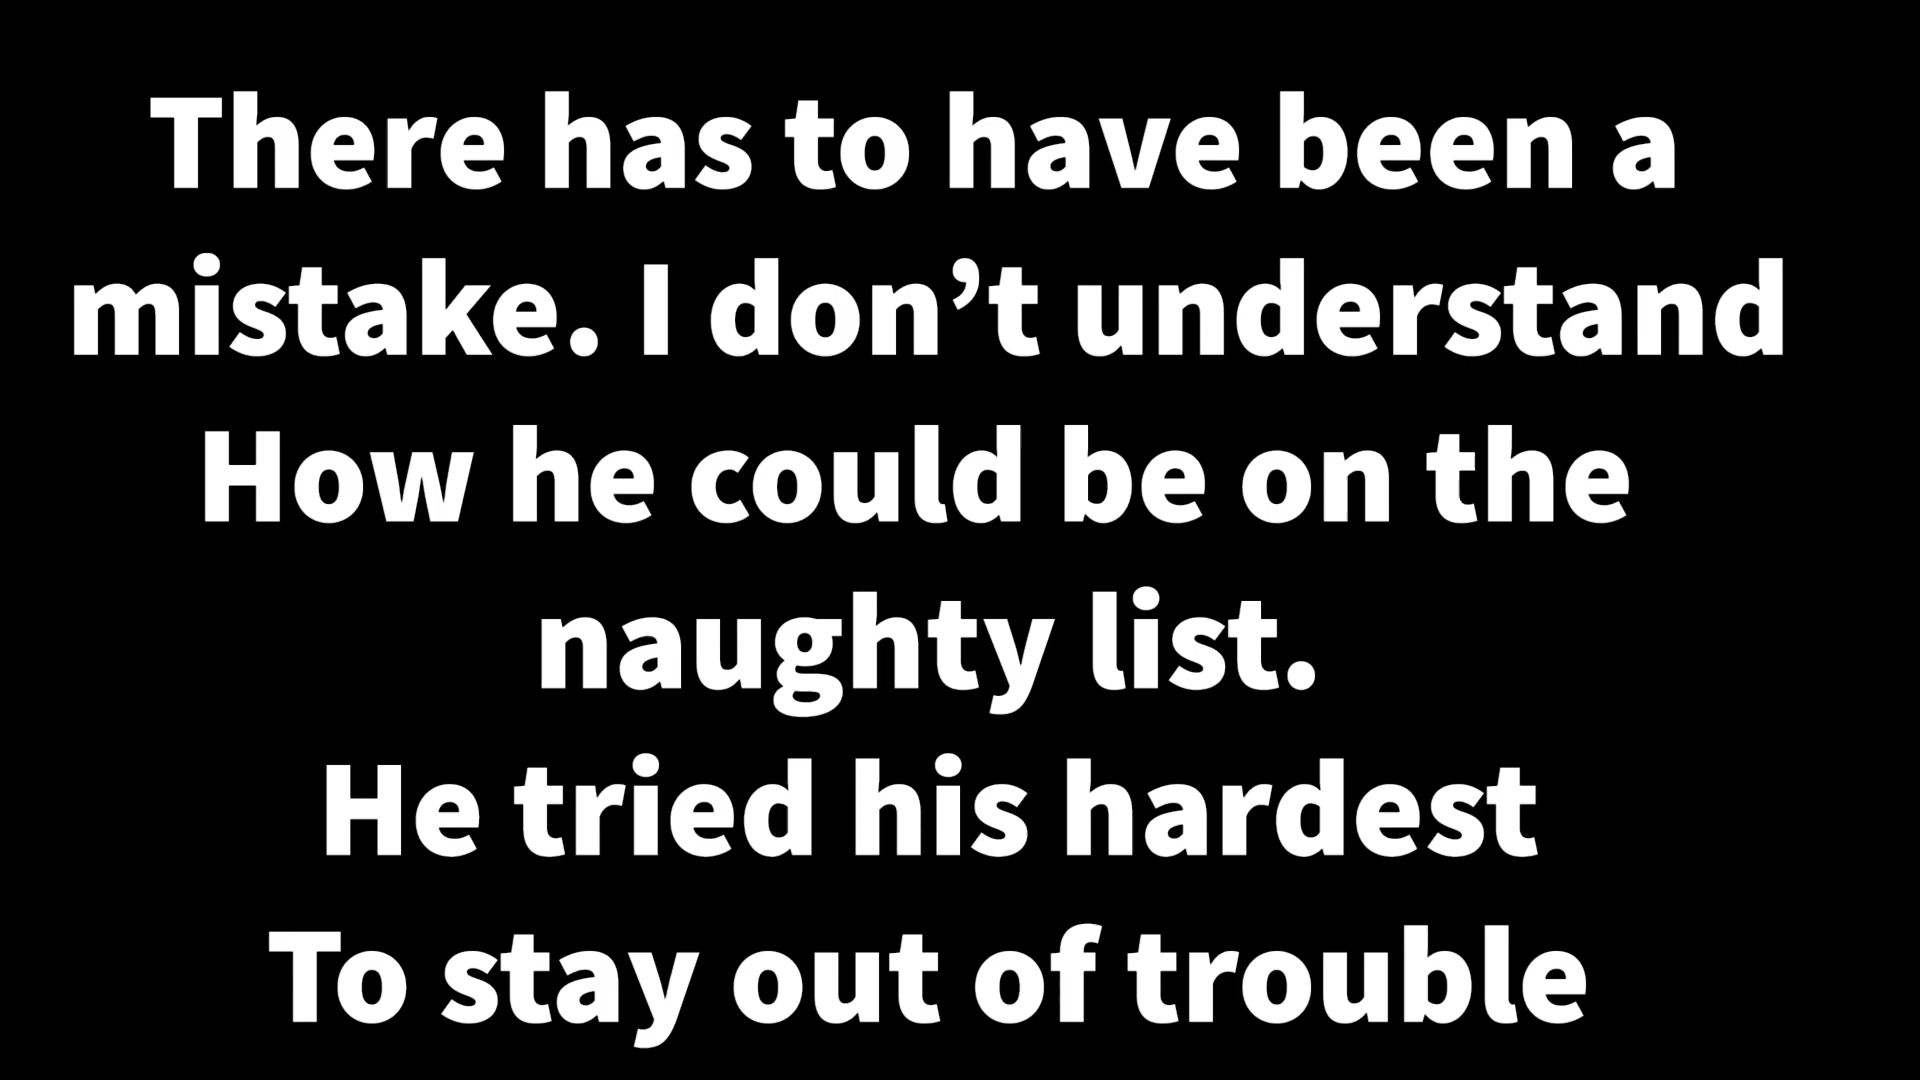 There has to have been a
mistake. I don’t understand
How he could be on the
naughty list.
He tried his hardest
To stay out of trouble